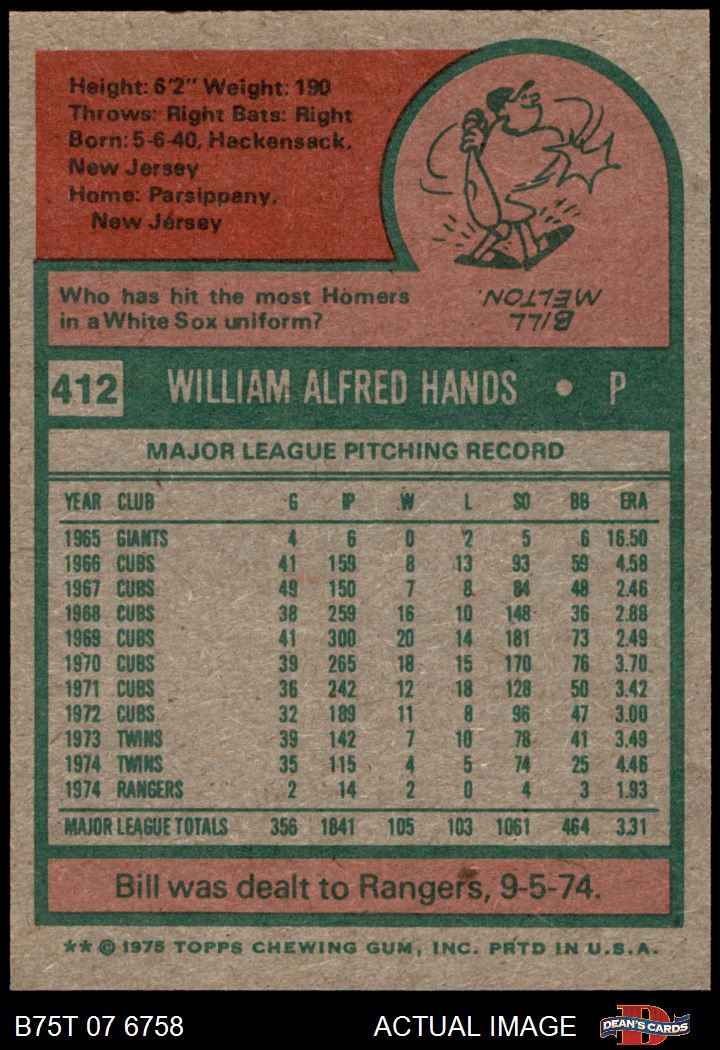 Height: 6'2" Weight: 190
Throws: Right Bats: Right
Born: 5-6-40, Hackensack,
New Jersey
Home: Parsippany,
New Jersey
Who has hit the most Homers
in a White Sox uniform?
BILL
MELTON.
412 WILLIAM ALFRED HANDS • P
MAJOR LEAGUE PITCHING RECORD
YEAR CLUB G IP W L SO BB ERA
1965 GIANTS 4 6 0 2 5 6 16.50
1966 CUBS 41 159 8 13 93 59 4.58
1967 CUBS 49 150 7 8 84 48 2.46
1968 CUBS 38 259 16 10 148 36 2.88
1969 CUBS 41 300 20 14 181 73 2.49
1970 CUBS 39 265 18 15 170 76 3.70
1971 CUBS 36 242 12 18 128 50 3.42
1972 CUBS 32 189 11 8 96 47 3.00
1973 TWINS 39 142 7 10 78 41 3.49
1974 TWINS 35 115 4 5 74 25 4.46
1974 RANGERS 2 14 2 0 4 3 1.93
MAJOR LEAGUE TOTALS 356 1841 105 103 1061 464 3.31
Bill was dealt to Rangers, 9-5-74.
** © 1975 TOPPS CHEWING GUM, INC. PRTD IN U.S.A.
B75T 07 6758 ACTUAL IMAGE DEAN'S CARDS